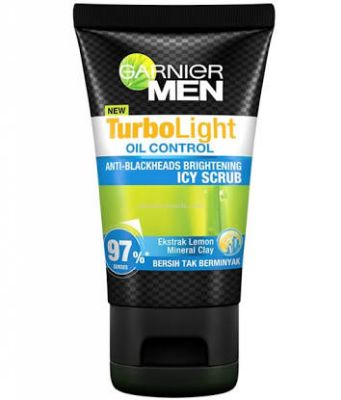 GARNIER
MEN
NEW
TurboLight
OIL CONTROL
ANTI-BLACKHEADS BRIGHTENING
ICY SCRUB
97%*
Ekstrak Lemon
Mineral Clay
BERSIH TAK BERMINYAK